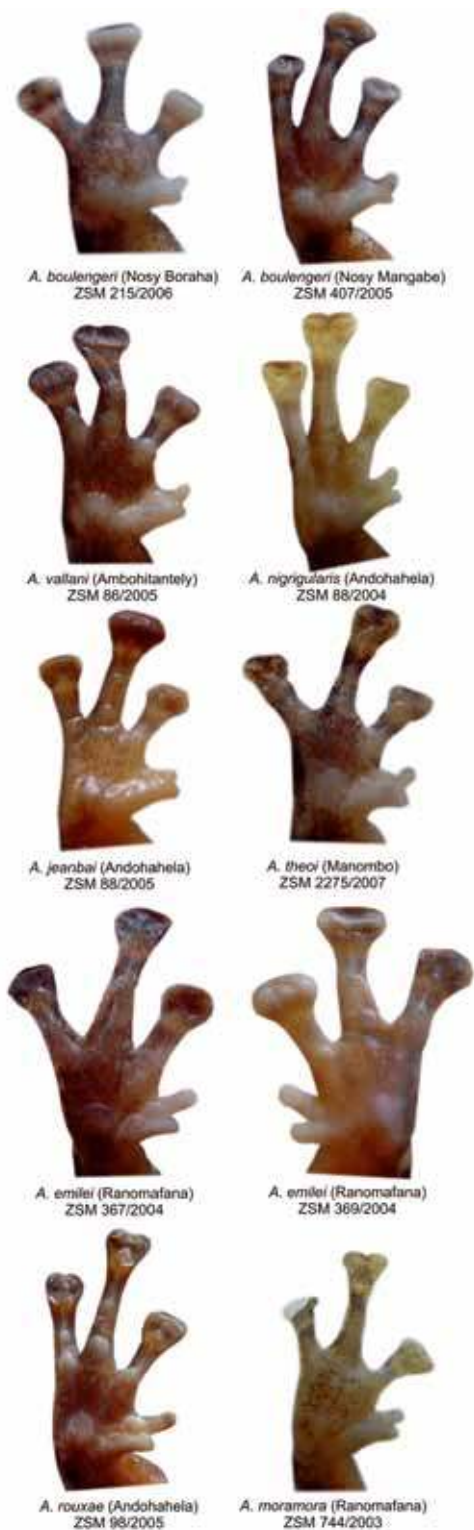 A. boulengeri (Nosy Boraha)
ZSM 215/2006
A. boulengeri (Nosy Mangabe)
ZSM 407/2005
A. vallani (Ambohitantely)
ZSM 86/2005
A. nigrigularis (Andohahela)
ZSM 88/2004
A. jeanbai (Andohahela)
ZSM 88/2005
A. theoi (Manombo)
ZSM 2275/2007
A. emilei (Ranomafana)
ZSM 367/2004
A. emilei (Ranomafana)
ZSM 369/2004
A. rouxae (Andohahela)
ZSM 98/2005
A. moramora (Ranomafana)
ZSM 744/2003